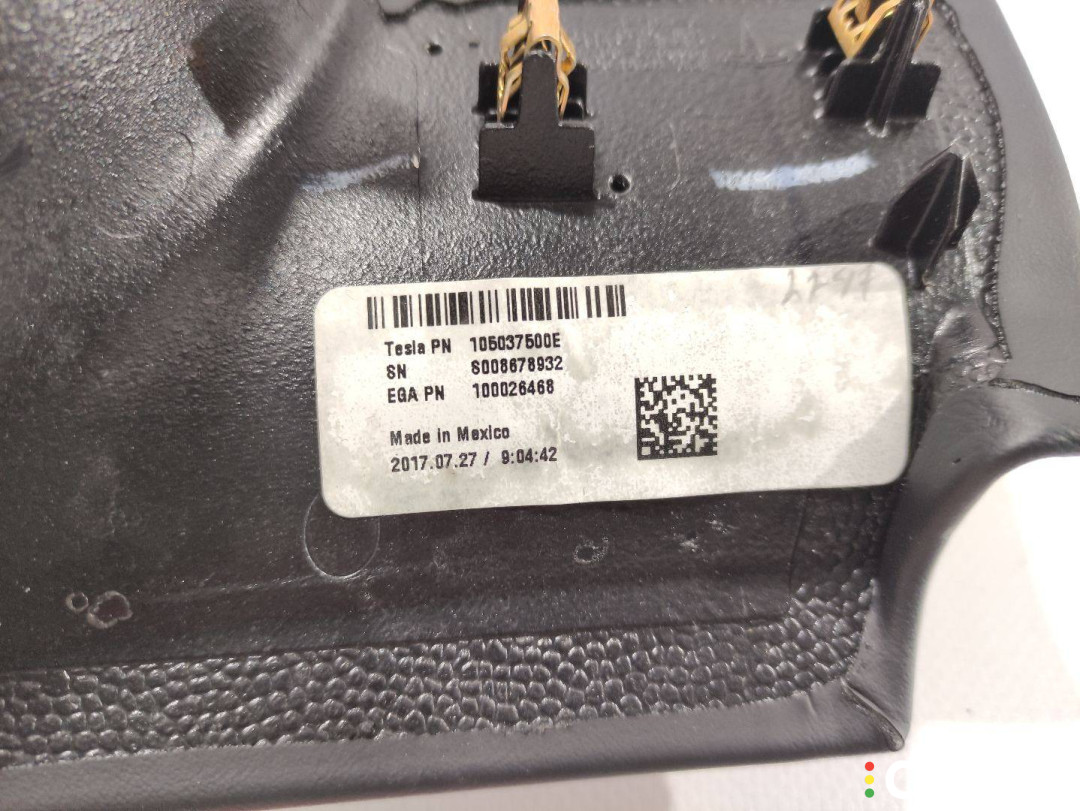 Tesla PN 105037500E
SN S008678932
EGA PN 100026468
Made in Mexico
2017.07.27 / 9:04:42